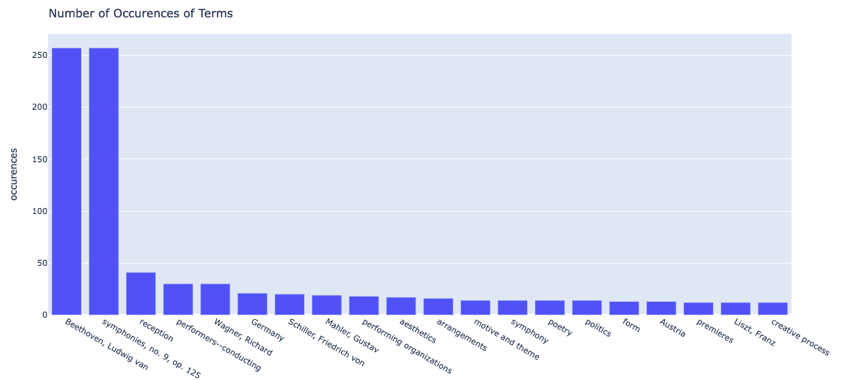 Number of Occurences of Terms
occurences
250
200
150
100
50
0
Beethoven, Ludwig van
symphonies, no. 9, op. 125
reception
performers--conducting
Wagner, Richard
Germany
Schiller, Friedrich von
Mahler, Gustav
performing organizations
aesthetics
arrangements
motive and theme
symphony
poetry
politics
form
Austria
premieres
Liszt, Franz
creative process